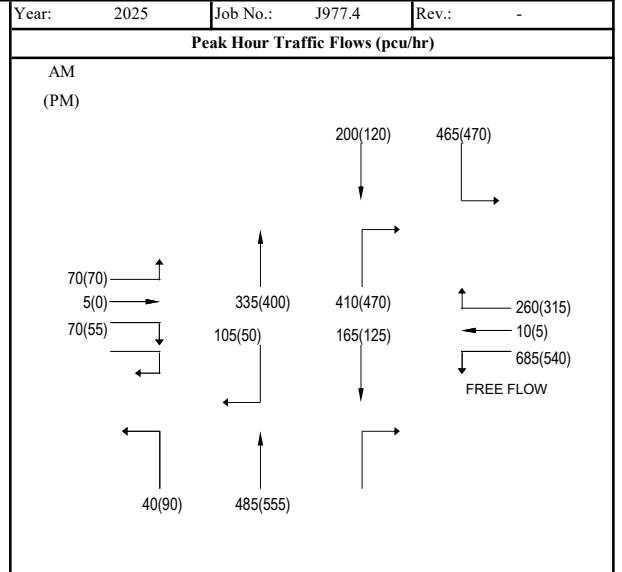 Year: 2025 Job No.: J977.4 Rev.: -
Peak Hour Traffic Flows (pcu/hr)
AM
(PM)
200(120) 465(470)
70(70)
5(0) 335(400) 410(470) 260(315)
70(55) 105(50) 165(125) 10(5)
685(540)
FREE FLOW
40(90) 485(555)